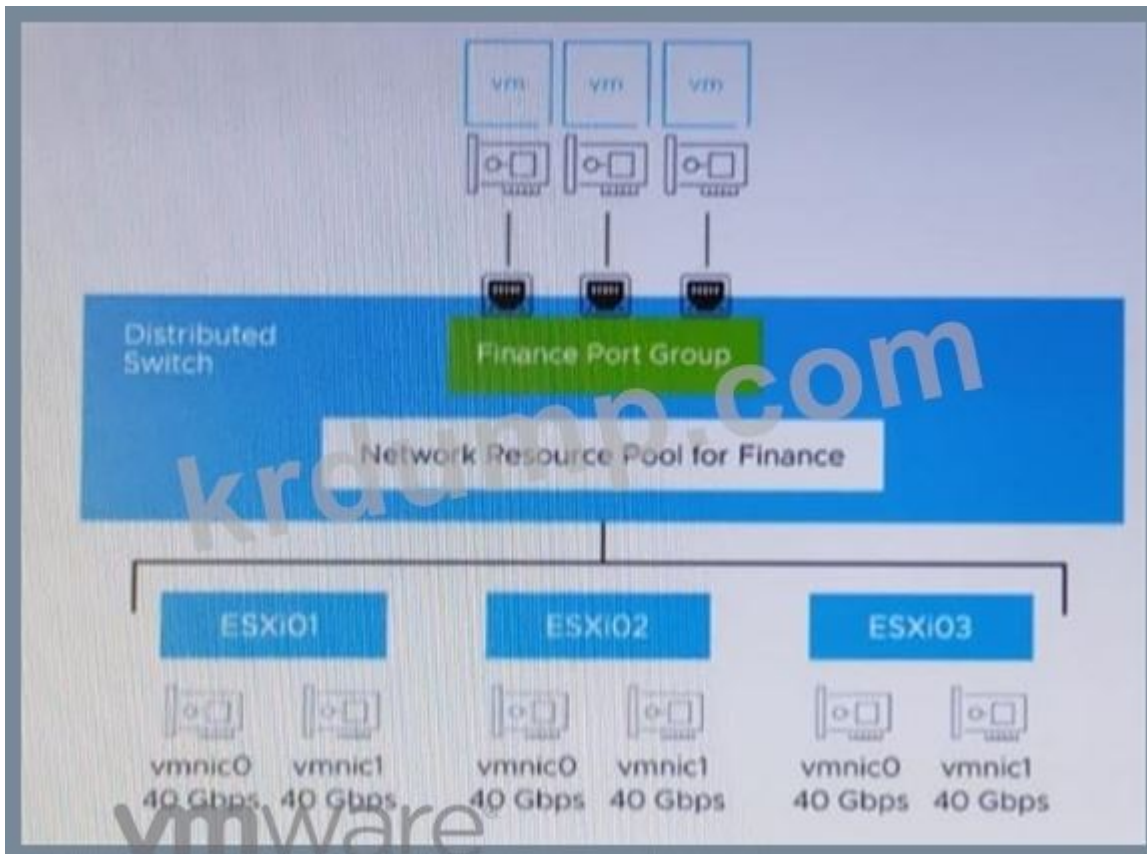 vm vm vm
Distributed
Switch
Finance Port Group
krdump.com
Network Resource Pool for Finance
ESXi01 ESXi02 ESXi03
vmnic0 vmnic1 vmnic0 vmnic1 vmnic0 vmnic1
40 Gbps 40 Gbps 40 Gbps 40 Gbps 40 Gbps 40 Gbps
vmware®